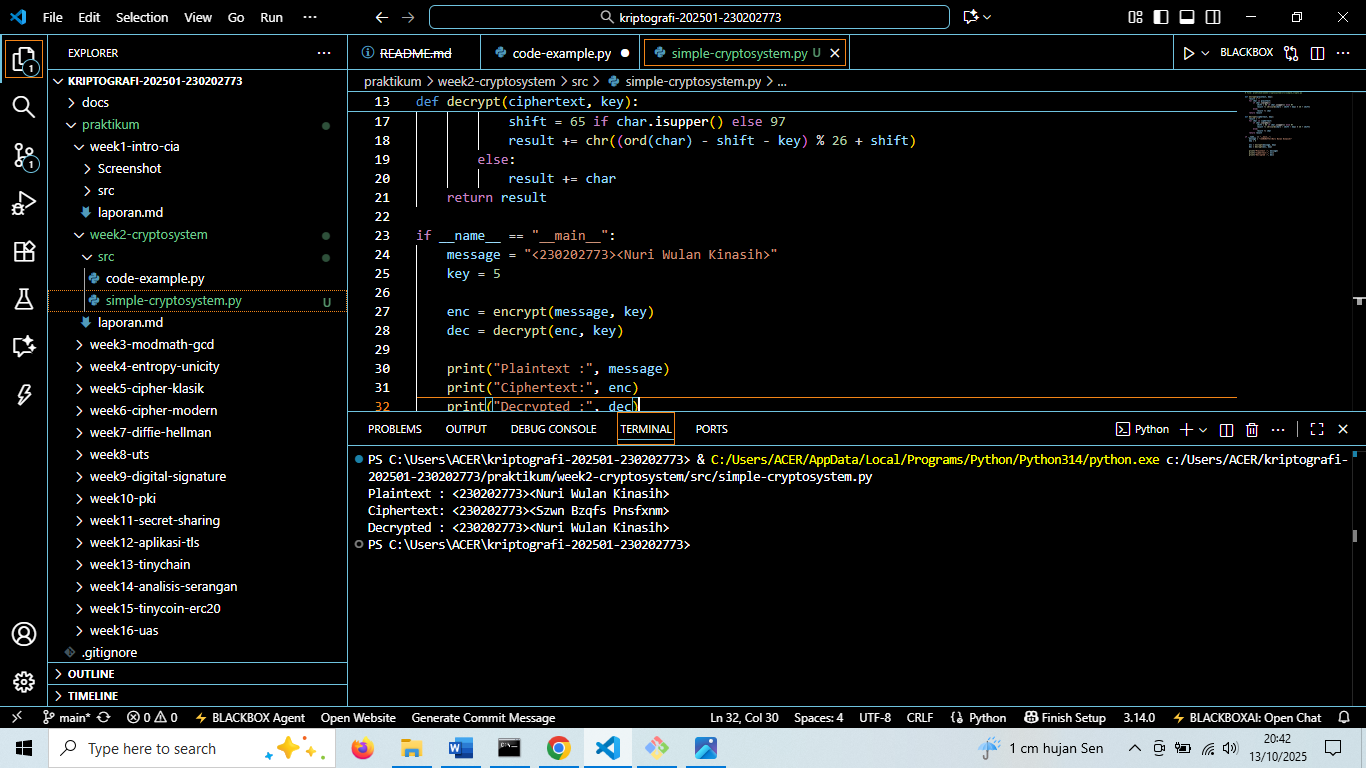 File Edit Selection View Go Run ··· kriptografi-202501-230202773
EXPLORER ···
KRIPTOGRAFI-202501-230202773
docs
praktikum
week1-intro-cia
Screenshot
src
laporan.md
week2-cryptosystem
src
code-example.py
simple-cryptosystem.py U
laporan.md
week3-modmath-gcd
week4-entropy-unicity
week5-cipher-klasik
week6-cipher-modern
week7-diffie-hellman
week8-uts
week9-digital-signature
week10-pki
week11-secret-sharing
week12-aplikasi-tls
week13-tinychain
week14-analisis-serangan
week15-tinycoin-erc20
week16-uas
.gitignore
OUTLINE
TIMELINE
1
1
README.md code-example.py simple-cryptosystem.py U BLACKBOX ···
praktikum > week2-cryptosystem > src > simple-cryptosystem.py > ...
13 def decrypt(ciphertext, key):
17 shift = 65 if char.isupper() else 97
18 result += chr((ord(char) - shift - key) % 26 + shift)
19 else:
20 result += char
21 return result
22
23 if __name__ == "__main__":
24 message = "<230202773><Nuri Wulan Kinasih>"
25 key = 5
26
27 enc = encrypt(message, key)
28 dec = decrypt(enc, key)
29
30 print("Plaintext :", message)
31 print("Ciphertext:", enc)
32 print("Decrypted :", dec)
PROBLEMS OUTPUT DEBUG CONSOLE TERMINAL PORTS Python ···
PS C:\Users\ACER\kriptografi-202501-230202773> & C:/Users/ACER/AppData/Local/Programs/Python/Python314/python.exe c:/Users/ACER/kriptografi-
202501-230202773/praktikum/week2-cryptosystem/src/simple-cryptosystem.py
Plaintext : <230202773><Nuri Wulan Kinasih>
Ciphertext: <230202773><Szwn Bzqfs Pnsfxnm>
Decrypted : <230202773><Nuri Wulan Kinasih>
PS C:\Users\ACER\kriptografi-202501-230202773>
main* 0 0 BLACKBOX Agent Open Website Generate Commit Message Ln 32, Col 30 Spaces: 4 UTF-8 CRLF Python Finish Setup 3.14.0 BLACKBOXAI: Open Chat
Type here to search 1 cm hujan Sen 20:42
13/10/2025